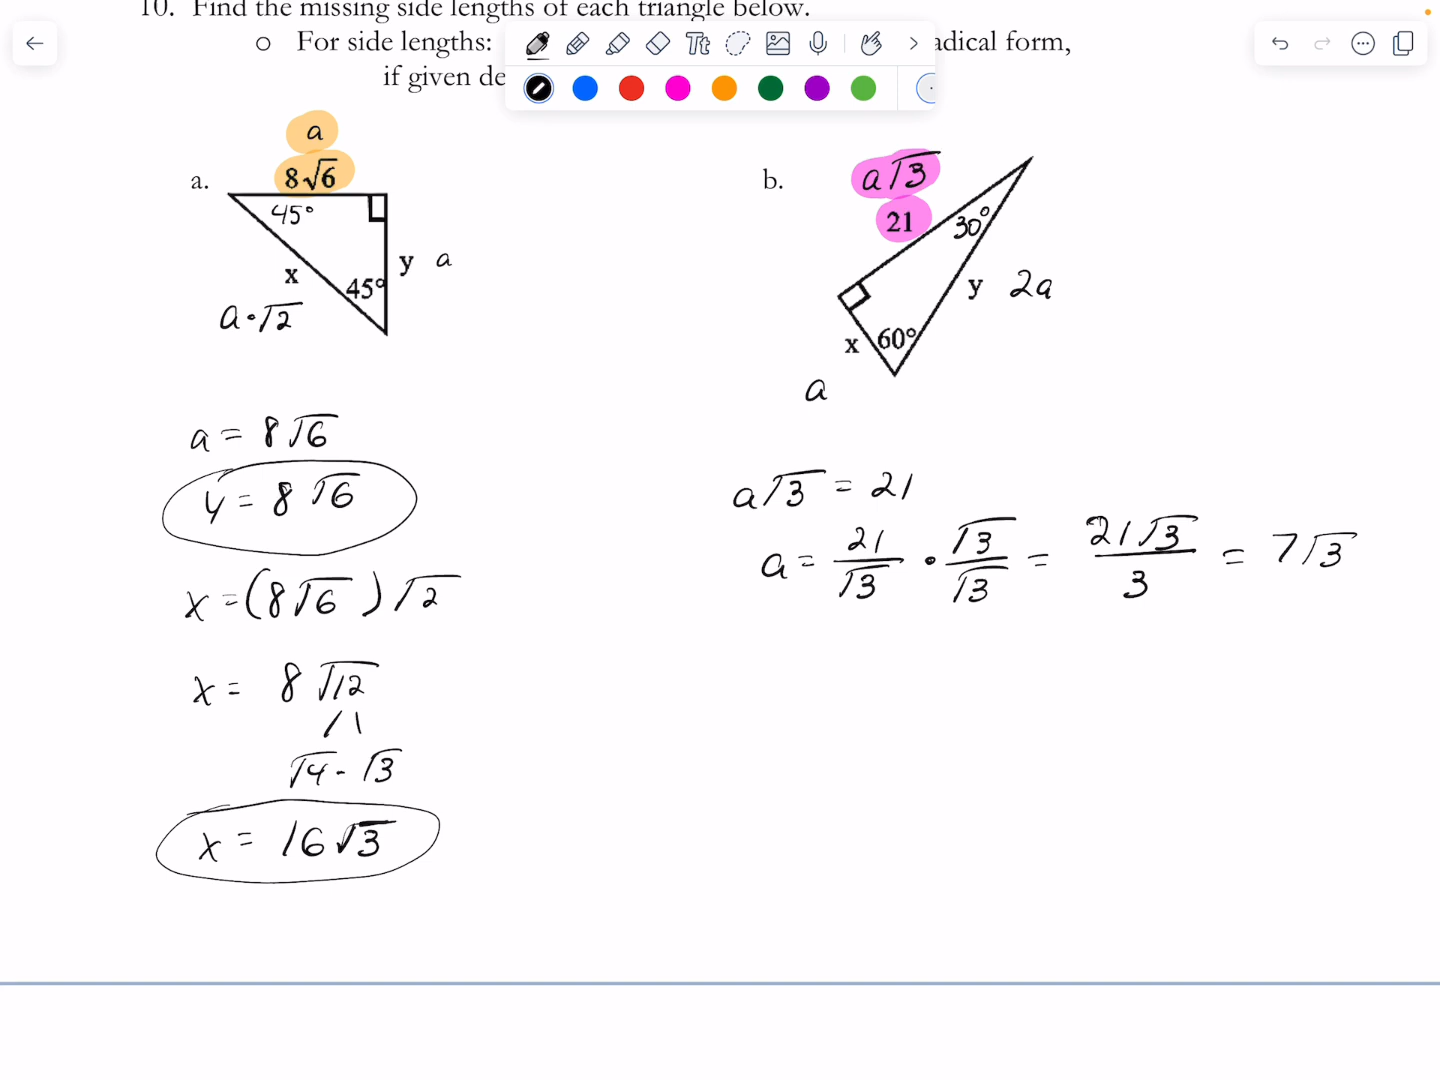 10. Find the missing side lengths of each triangle below.
o For side lengths: adical form,
if given de
Tt
a.
a
8√6
45°
x
45°
y a
a·√2
a = 8√6
y = 8√6
x = (8√6)√2
x = 8√12
√4 · √3
x = 16√3
b.
a√3
21
30°
y 2a
x 60°
a
a√3 = 21
a = 21/√3 · √3/√3 = 21√3/3 = 7√3